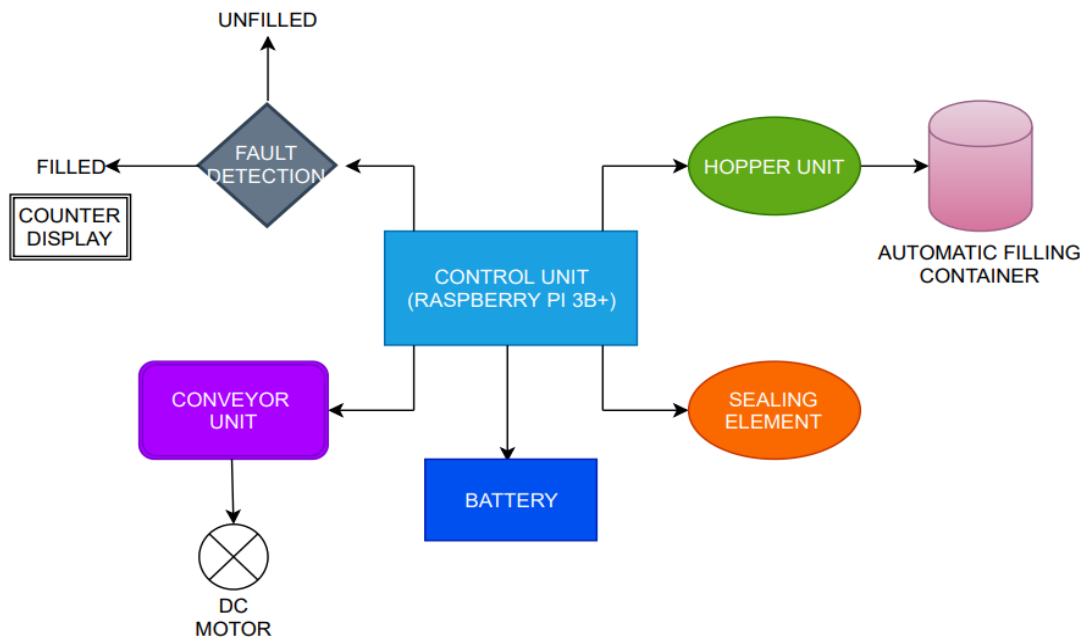 UNFILLED
FAULT
DETECTION
FILLED
COUNTER
DISPLAY
HOPPER UNIT
AUTOMATIC FILLING
CONTAINER
CONTROL UNIT
(RASPBERRY PI 3B+)
CONVEYOR
UNIT
SEALING
ELEMENT
BATTERY
DC
MOTOR